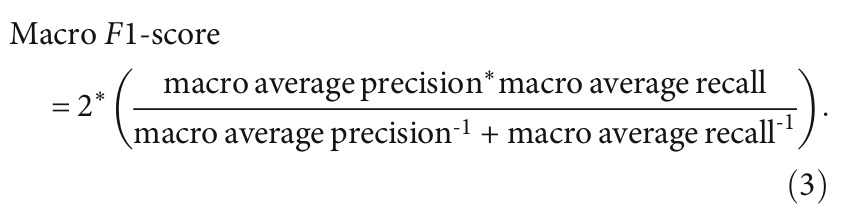 Macro F1-score
= 2* ( macro average precision* macro average recall
macro average precision-1 + macro average recall-1 ) .
(3)